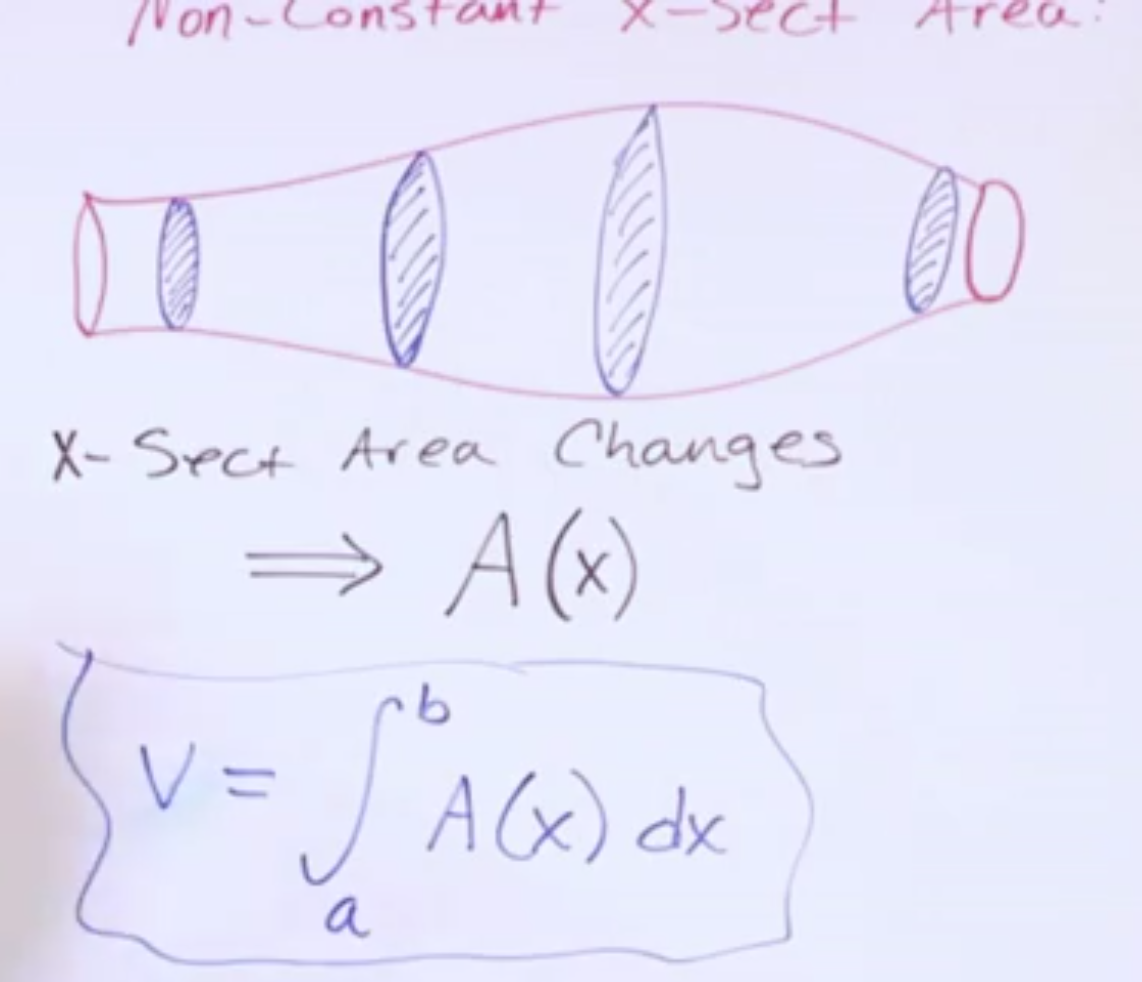 Non-Constant X-Sect Area:
X-Sect Area Changes
⟹ A(x)
V = ∫_a^b A(x) dx